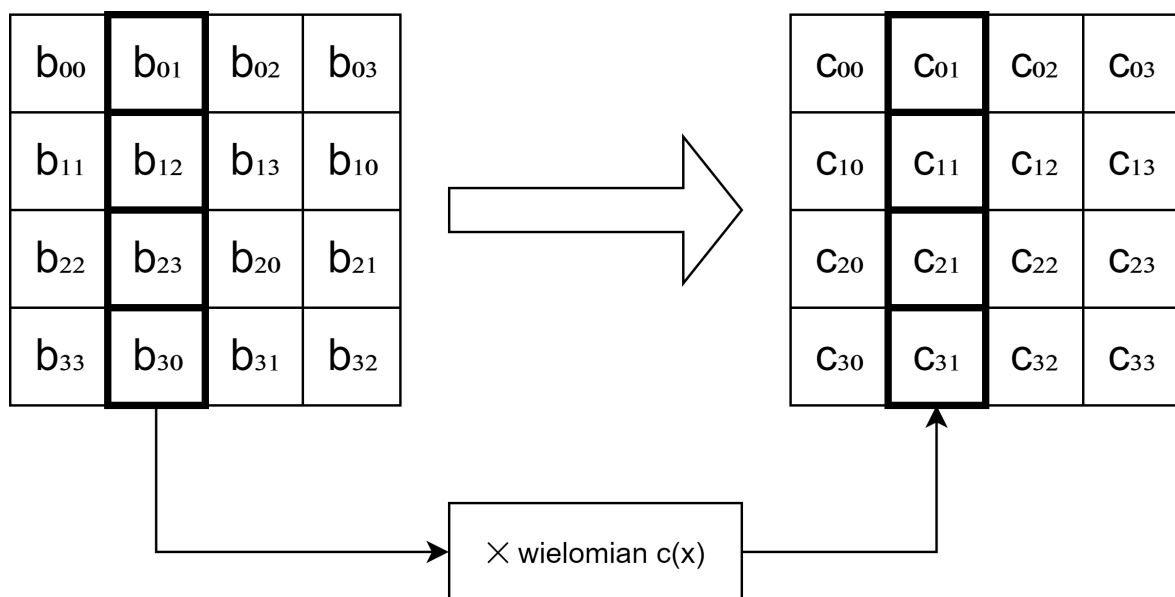 b₀₀ b₀₁ b₀₂ b₀₃ c₀₀ c₀₁ c₀₂ c₀₃
b₁₁ b₁₂ b₁₃ b₁₀ c₁₀ c₁₁ c₁₂ c₁₃
b₂₂ b₂₃ b₂₀ b₂₁ c₂₀ c₂₁ c₂₂ c₂₃
b₃₃ b₃₀ b₃₁ b₃₂ c₃₀ c₃₁ c₃₂ c₃₃
× wielomian c(x)